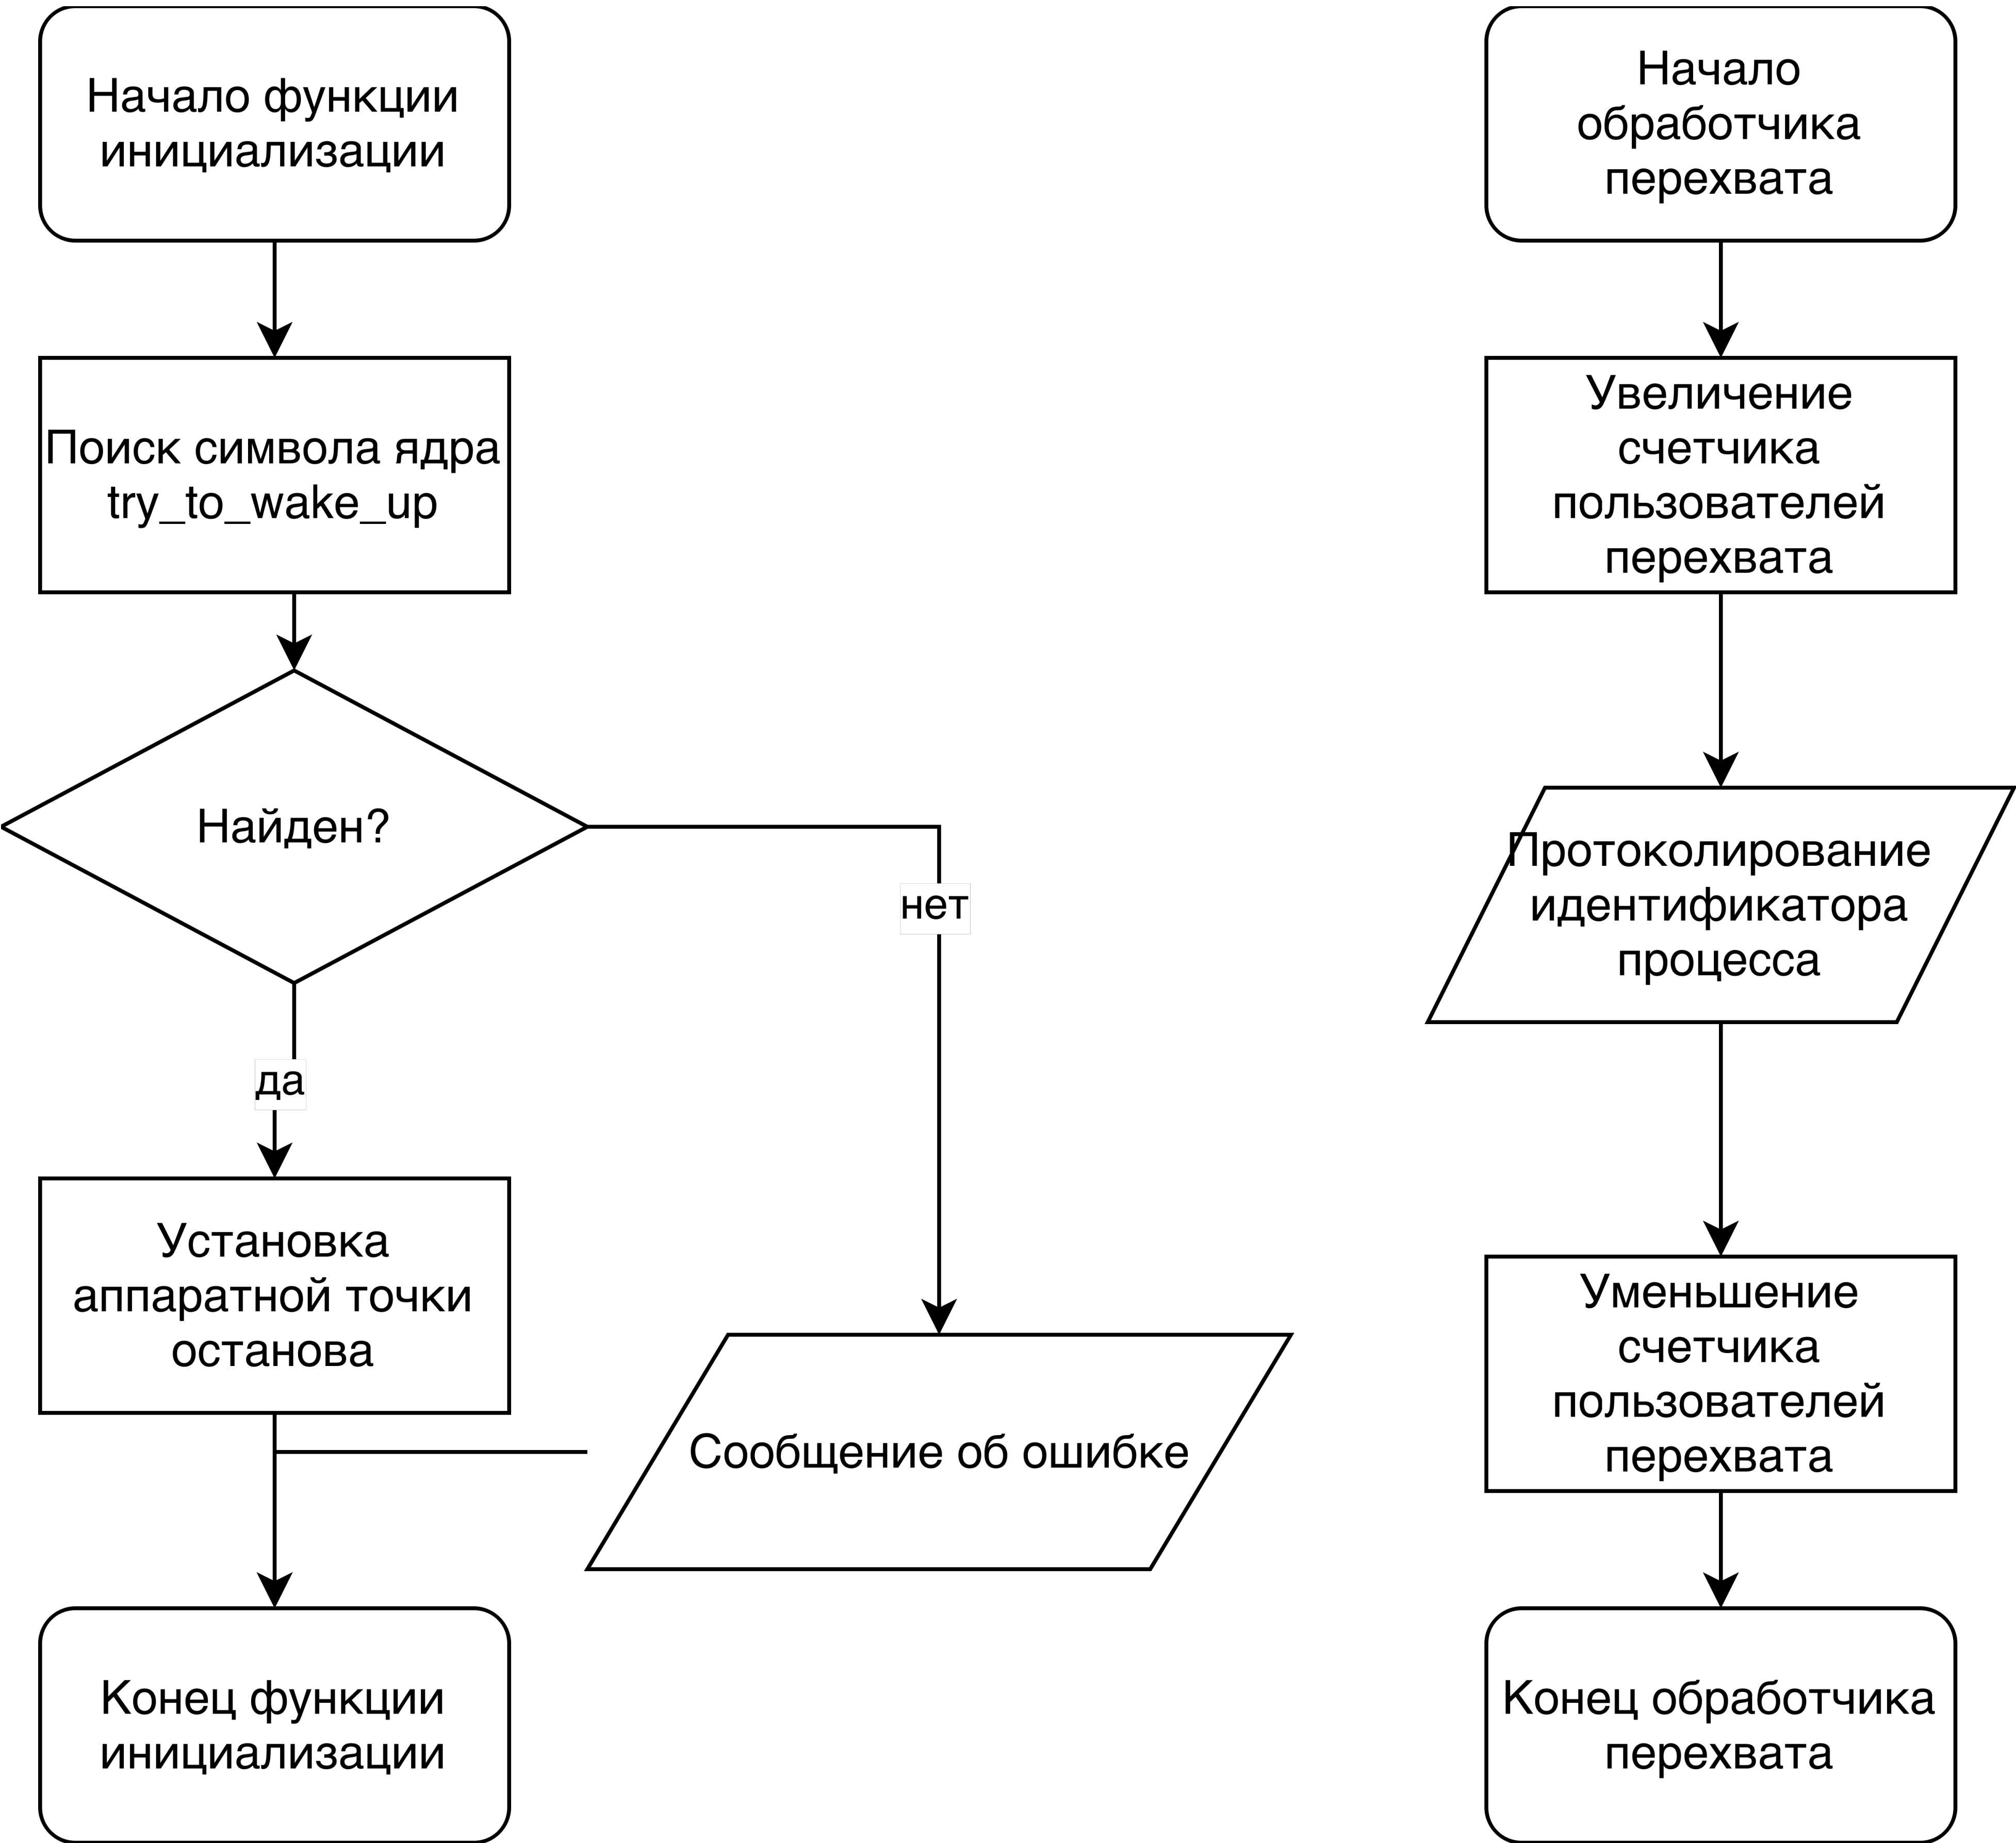 Начало функции
инициализации
Поиск символа ядра
try_to_wake_up
Найден?
нет
да
Установка
аппаратной точки
останова
Сообщение об ошибке
Конец функции
инициализации
Начало
обработчика
перехвата
Увеличение
счетчика
пользователей
перехвата
Протоколирование
идентификатора
процесса
Уменьшение
счетчика
пользователей
перехвата
Конец обработчика
перехвата